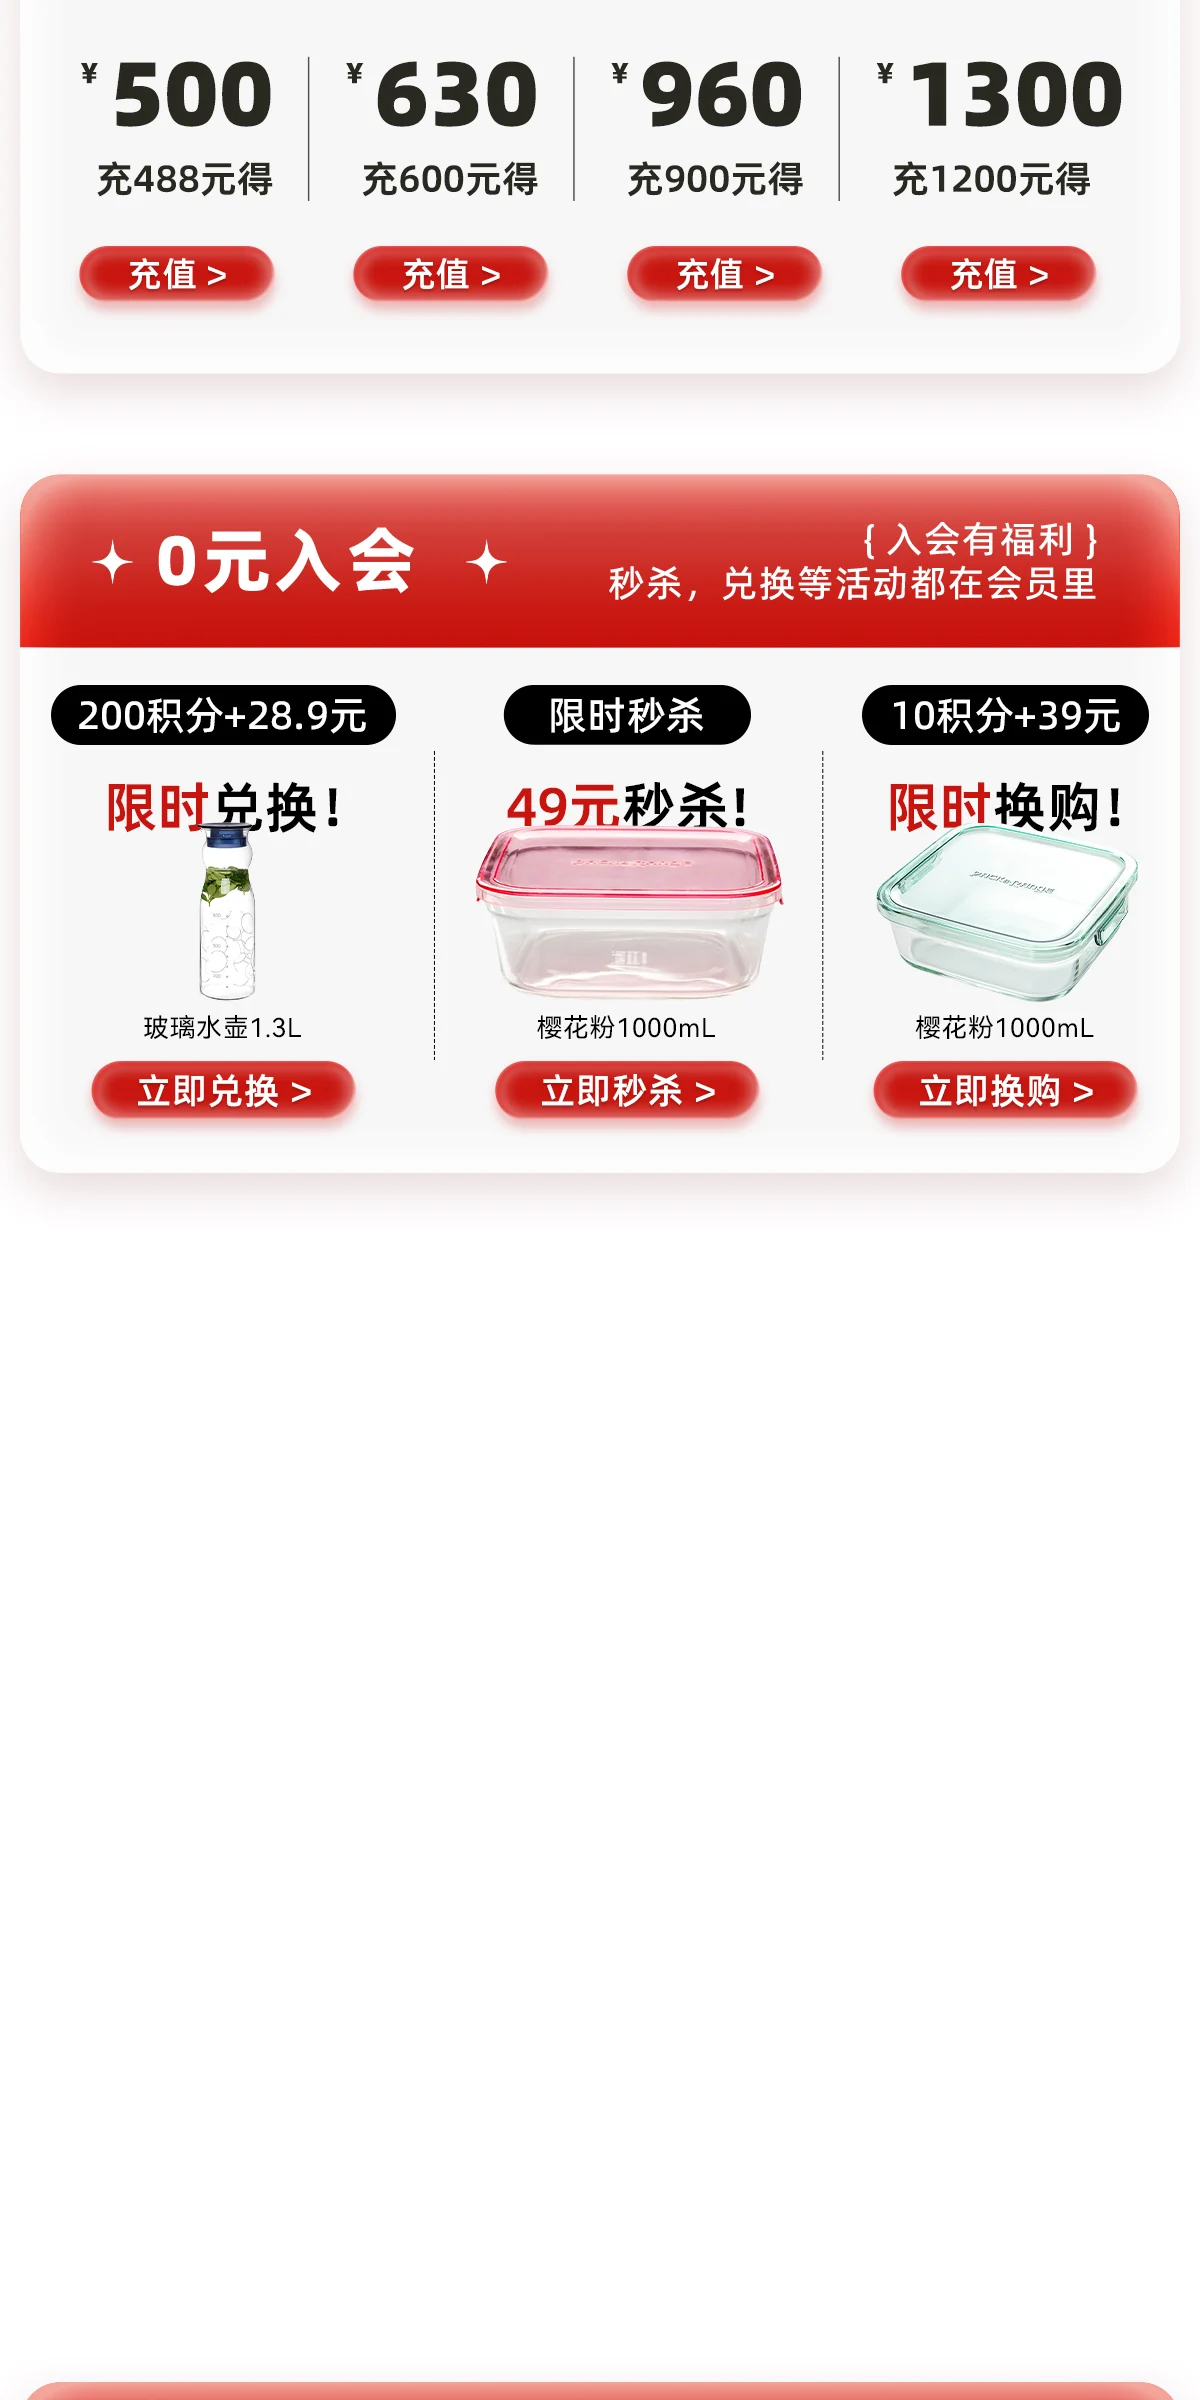 ¥ 500
¥ 630
¥ 960
¥ 1300
充488元得
充600元得
充900元得
充1200元得
充值 >
充值 >
充值 >
充值 >
0元入会
{ 入会有福利 }
秒杀，兑换等活动都在会员里
200积分+28.9元
限时兑换！
玻璃水壶1.3L
立即兑换 >
限时秒杀
49元秒杀！
樱花粉1000mL
立即秒杀 >
10积分+39元
限时换购！
樱花粉1000mL
立即换购 >